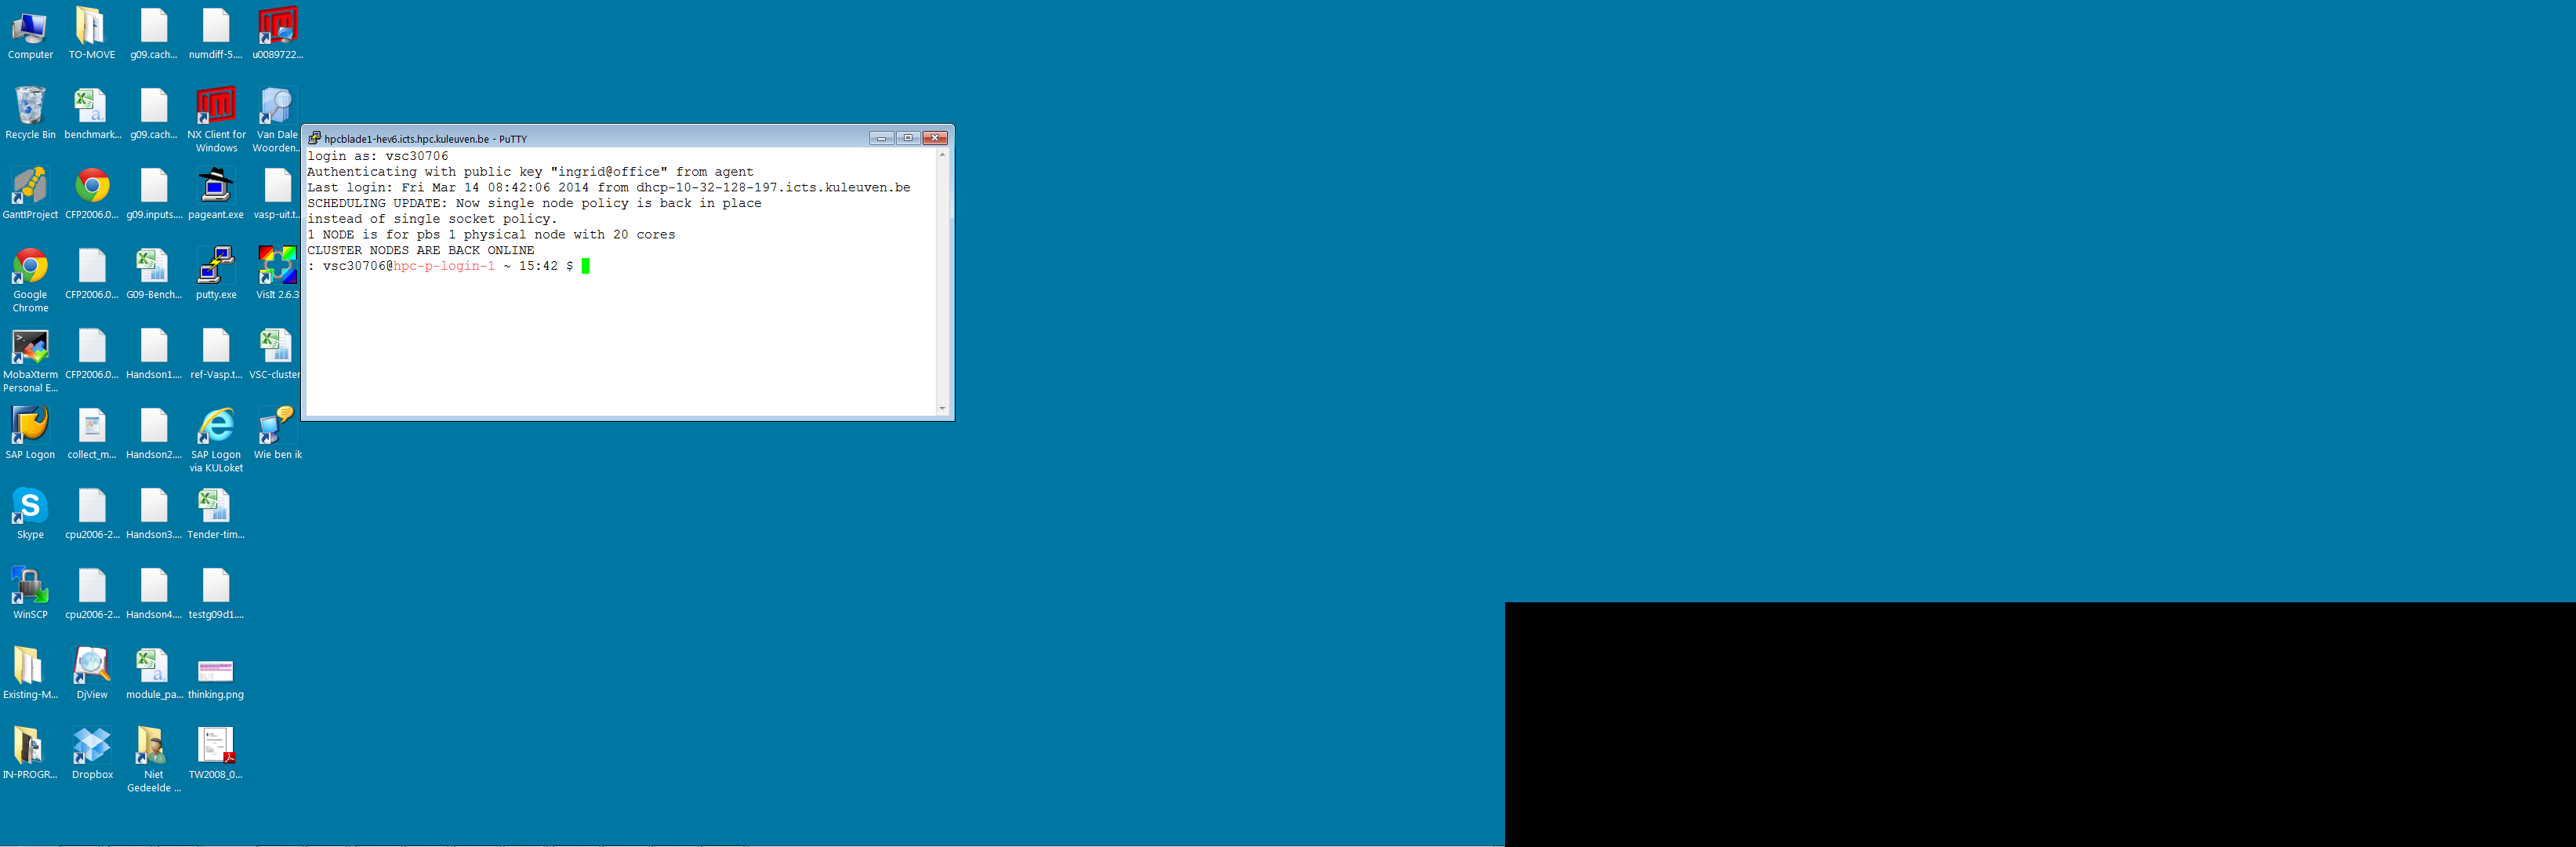 Computer
TO-MOVE
g09.cach...
numdiff-5....
u0089722...
Recycle Bin
benchmark...
g09.cach...
NX Client for
Windows
Van Dale
Woorden...
GanttProject
CFP2006.0...
g09.inputs....
pageant.exe
vasp-uit.t...
Google
Chrome
CFP2006.0...
G09-Bench...
putty.exe
VisIt 2.6.3
MobaXterm
Personal E...
CFP2006.0...
Handson1....
ref-Vasp.t...
VSC-cluster
SAP Logon
collect_m...
Handson2....
SAP Logon
via KULoket
Wie ben ik
Skype
cpu2006-2...
Handson3....
Tender-tim...
WinSCP
cpu2006-2...
Handson4....
testg09d1....
Existing-M...
DjView
module_pa...
thinking.png
IN-PROGR...
Dropbox
Niet
Gedeelde ...
TW2008_0...
hpcblade1-hev6.icts.hpc.kuleuven.be - PuTTY
login as: vsc30706
Authenticating with public key "ingrid@office" from agent
Last login: Fri Mar 14 08:42:06 2014 from dhcp-10-32-128-197.icts.kuleuven.be
SCHEDULING UPDATE: Now single node policy is back in place
instead of single socket policy.
1 NODE is for pbs 1 physical node with 20 cores
CLUSTER NODES ARE BACK ONLINE
: vsc30706@hpc-p-login-1 ~ 15:42 $